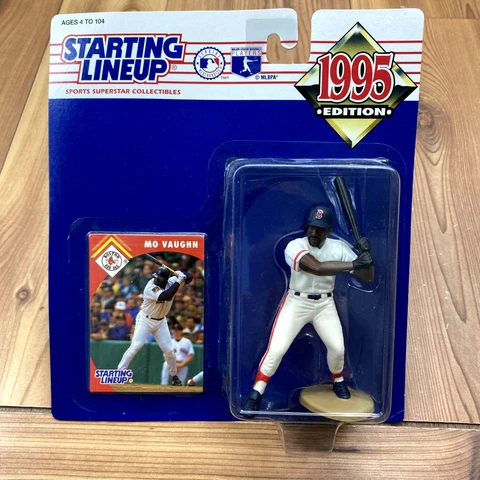 AGES 4 TO 104
STARTING
LINEUP®
SPORTS SUPERSTAR COLLECTIBLES
© MLBPA
1995
EDITION
MO VAUGHN
STARTING
LINEUP
B